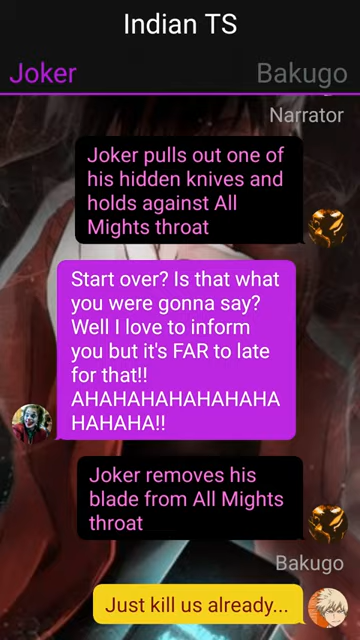 Indian TS
Joker
Bakugo
Narrator
Joker pulls out one of
his hidden knives and
holds against All
Mights throat
Start over? Is that what
you were gonna say?
Well I love to inform
you but it's FAR to late
for that!!
AHAHAHAHAHAHAHA
HAHAHA!!
Joker removes his
blade from All Mights
throat
Bakugo
Just kill us already...